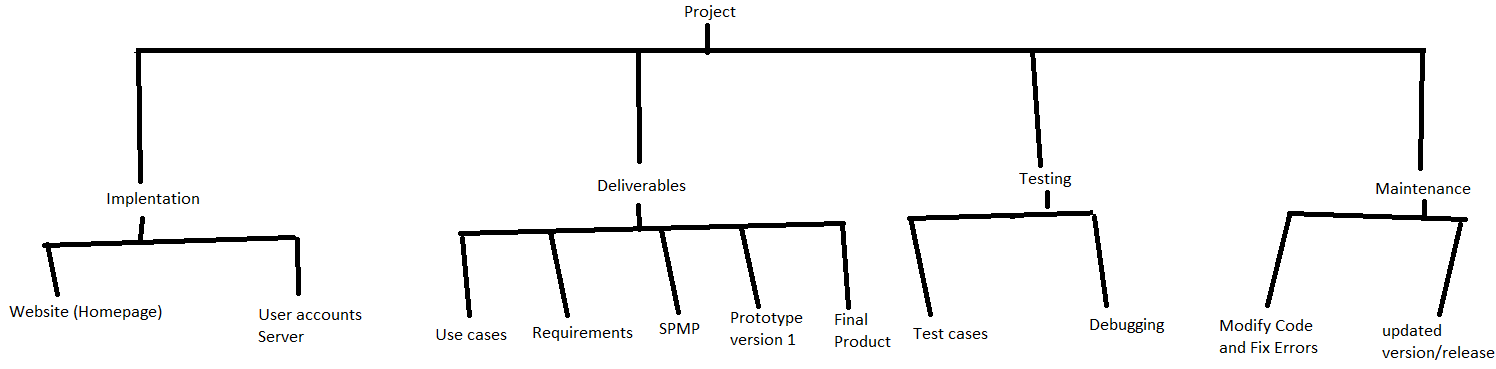 Project
Implentation
Deliverables
Testing
Maintenance
Website (Homepage)
User accounts
Server
Use cases
Requirements
SPMP
Prototype
version 1
Final
Product
Test cases
Debugging
Modify Code
and Fix Errors
updated
version/release